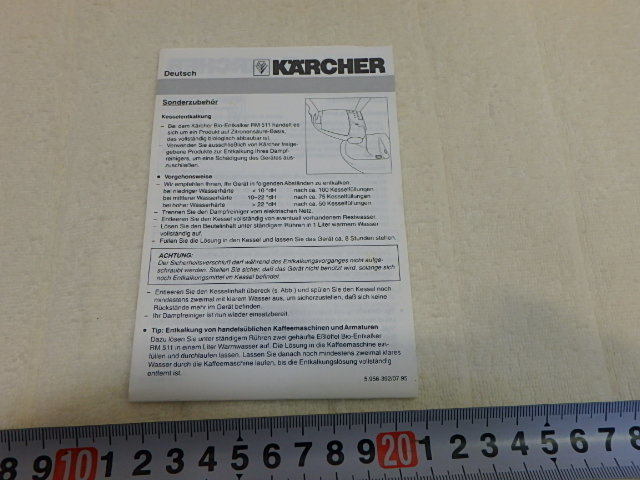 Deutsch
KÄRCHER
Sonderzubehör
Kesselentkalkung
– Bei dem Kärcher Bio-Entkalker RM 511 handelt es
sich um ein Produkt auf Zitronensäure-Basis,
das vollständig biologisch abbaubar ist.
– Verwenden Sie ausschließlich von Kärcher freige-
gebene Produkte zur Entkalkung Ihres Dampf-
reinigers, um eine Schädigung des Gerätes aus-
zuschließen.
● Vorgehensweise
– Wir empfehlen Ihnen, Ihr Gerät in folgenden Abständen zu entkalken:
bei niedriger Wasserhärte < 10 °dH nach ca. 100 Kesselfüllungen
bei mittlerer Wasserhärte 10–22 °dH nach ca. 75 Kesselfüllungen
bei hoher Wasserhärte > 22 °dH nach ca. 50 Kesselfüllungen
– Trennen Sie den Dampfreiniger vom elektrischen Netz.
– Entleeren Sie den Kessel vollständig von eventuell vorhandenem Restwasser.
– Lösen Sie den Beutelinhalt unter ständigem Rühren in 1 Liter warmem Wasser
vollständig auf.
– Füllen Sie die Lösung in den Kessel und lassen Sie das Gerät ca. 8 Stunden stehen.
ACHTUNG:
Der Sicherheitsverschluß darf während des Entkalkungsvorganges nicht aufge-
schraubt werden. Stellen Sie sicher, daß das Gerät nicht benützt wird, solange sich
noch Entkalkungsmittel im Kessel befindet.
– Entleeren Sie den Kesselinhalt übereck (s. Abb.) und spülen Sie den Kessel noch
mindestens zweimal mit klarem Wasser aus, um sicherzustellen, daß sich keine
Rückstände mehr im Gerät befinden.
– Ihr Dampfreiniger ist nun wieder einsatzbereit.
● Tip: Entkalkung von handelsüblichen Kaffeemaschinen und Armaturen
Dazu lösen Sie unter ständigem Rühren zwei gehäufte Eßlöffel Bio-Entkalker
RM 511 in einem Liter Warmwasser auf. Die Lösung in die Kaffeemaschine ein-
füllen und durchlaufen lassen. Lassen Sie danach noch mindestens zweimal klares
Wasser durch die Kaffeemaschine laufen, bis die Entkalkungslösung vollständig
entfernt ist.
5.956-392/07.95
8 9 10 1 2 3 4 5 6 7 8 9 20 1 2 3 4 5 6 7 8